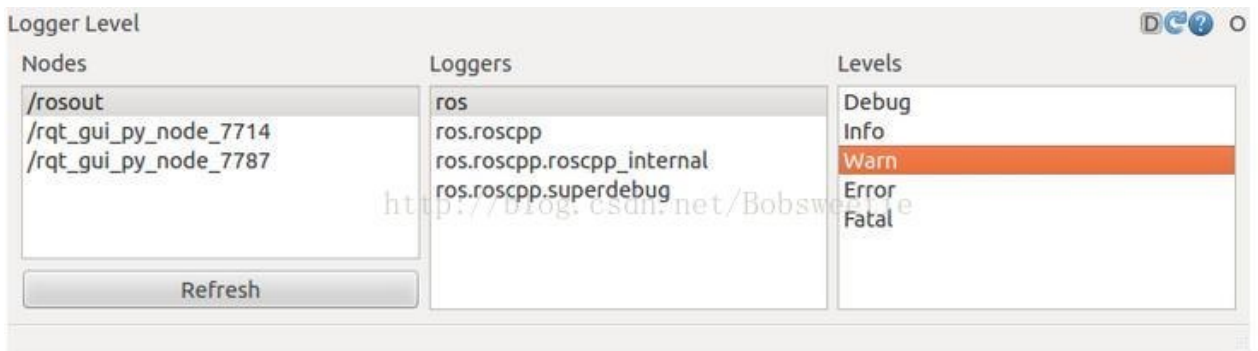 Logger Level
D
O
Nodes
/rosout
/rqt_gui_py_node_7714
/rqt_gui_py_node_7787
Refresh
Loggers
ros
ros.roscpp
ros.roscpp.roscpp_internal
ros.roscpp.superdebug
Levels
Debug
Info
Warn
Error
Fatal
http://blog.csdn.net/Bobsweetie